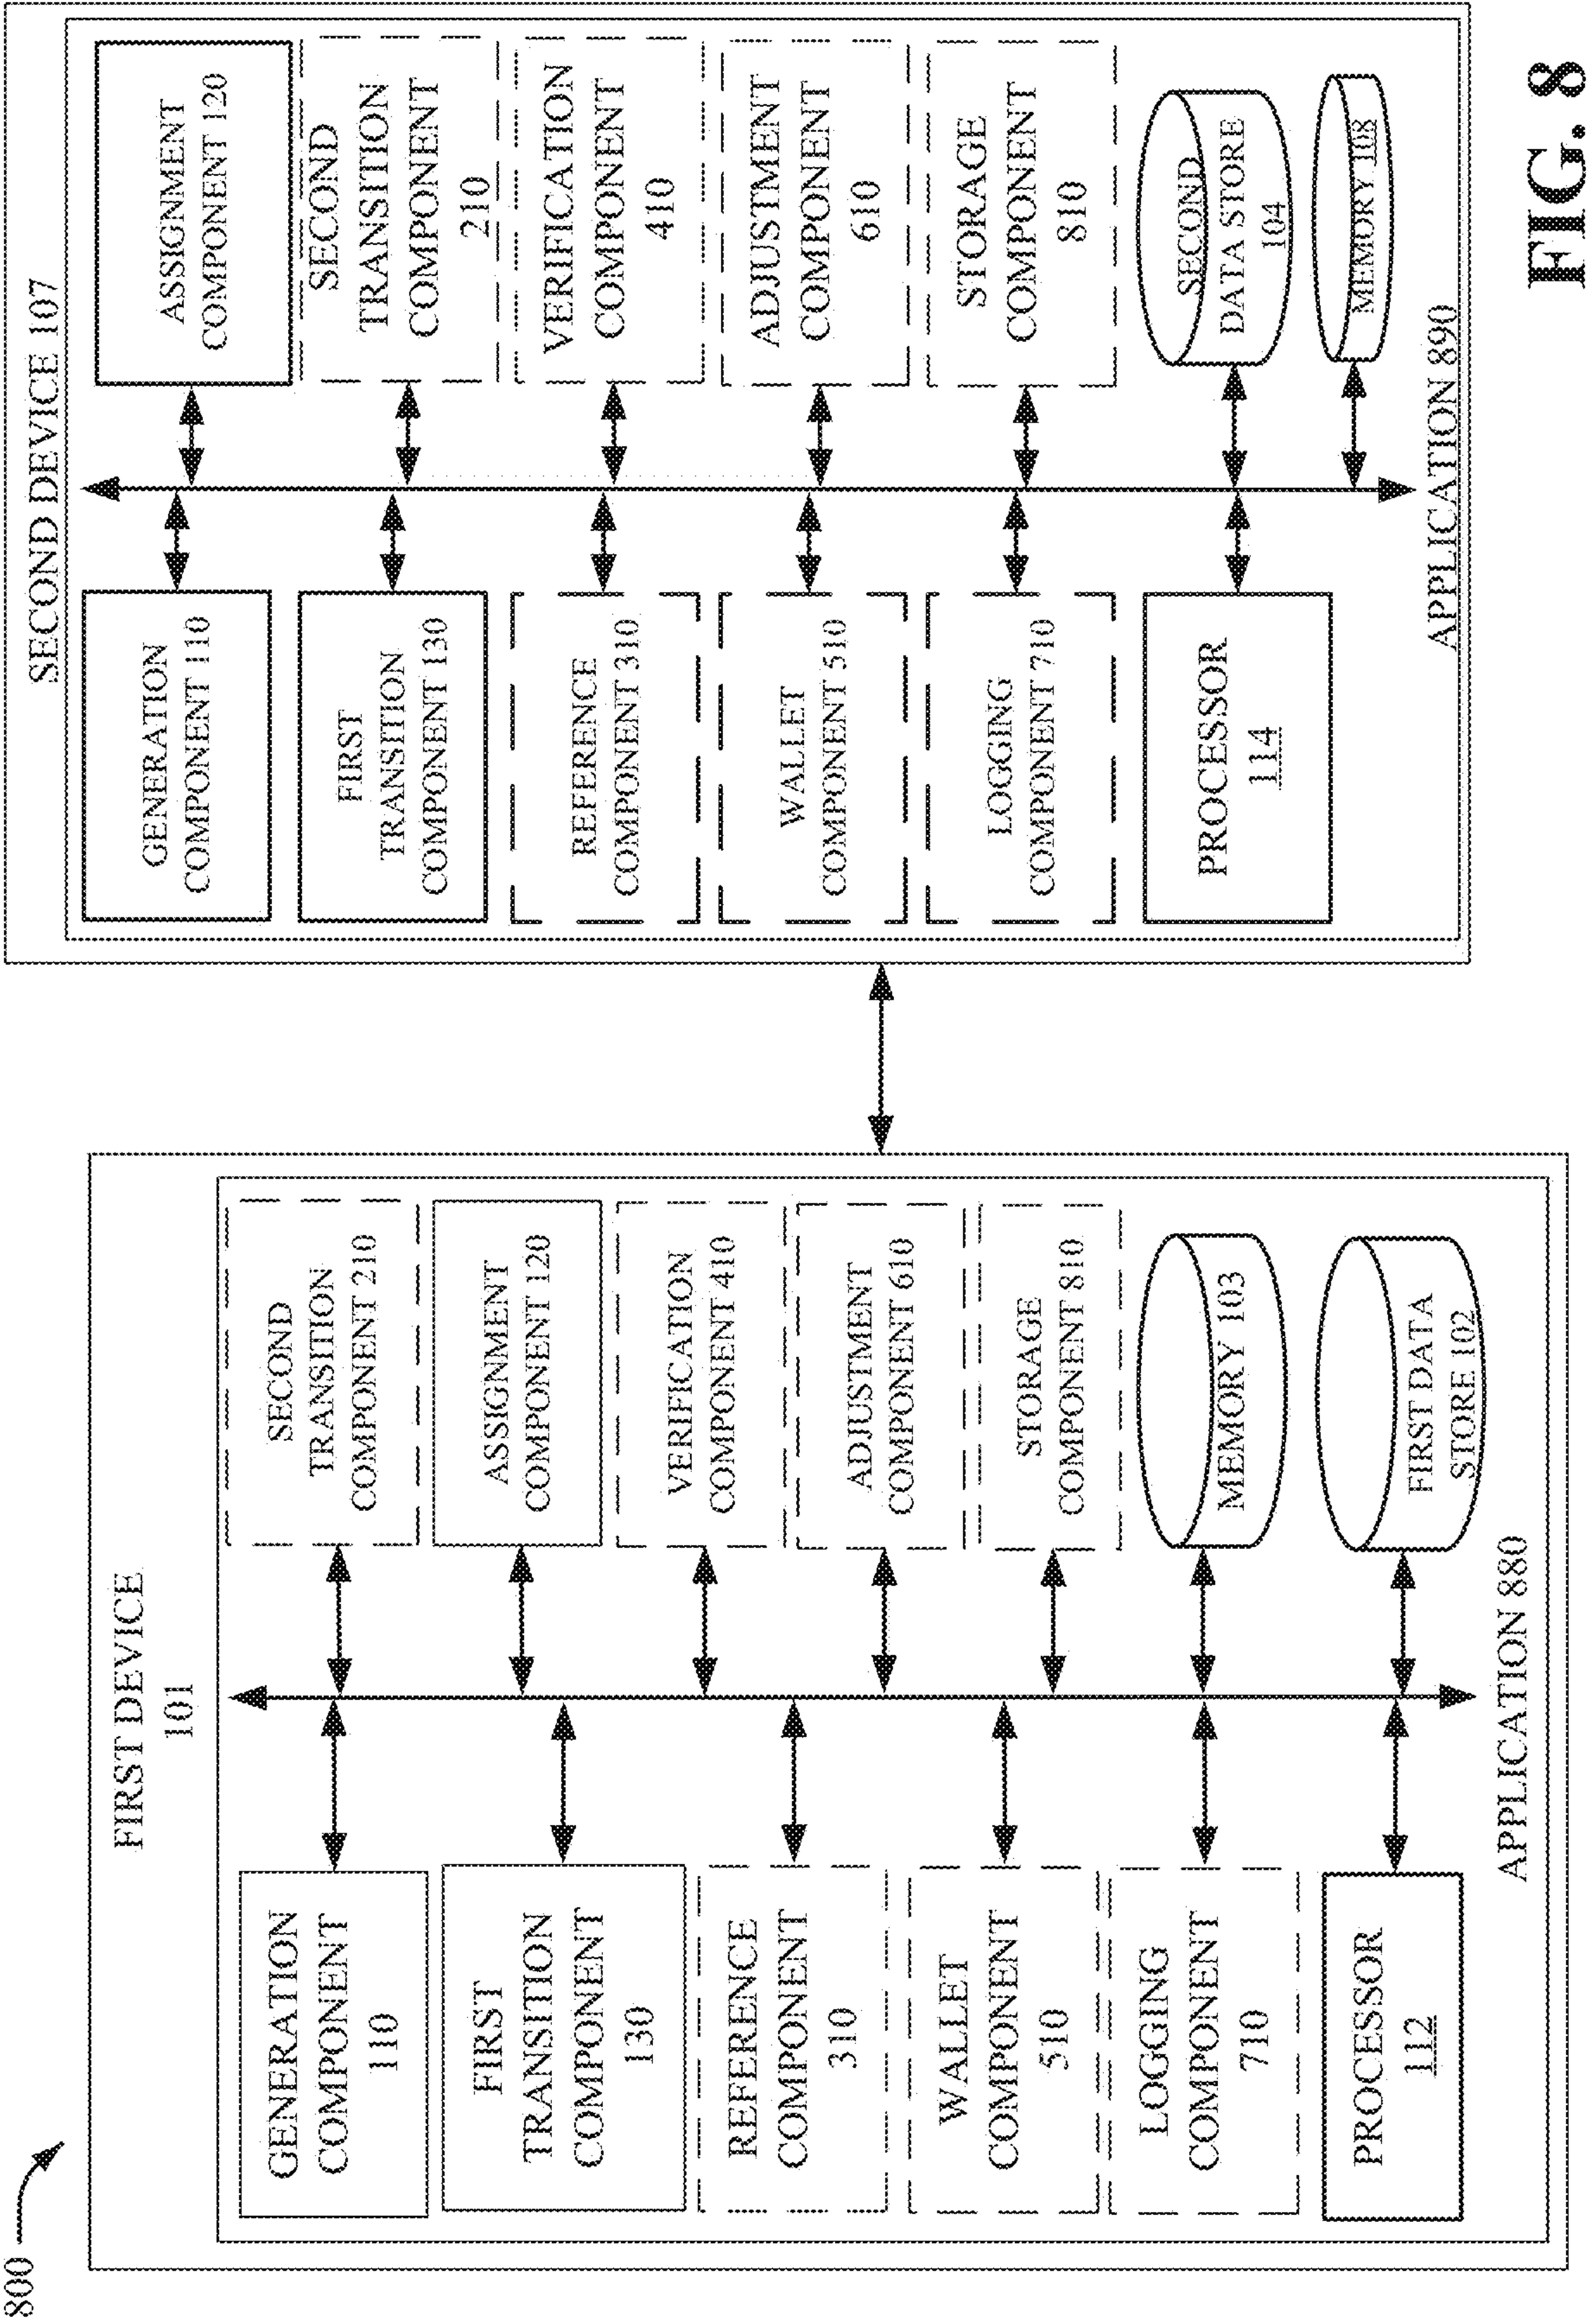 800
FIRST DEVICE
101
GENERATION
COMPONENT
110
FIRST
TRANSITION
COMPONENT
130
REFERENCE
COMPONENT
310
WALLET
COMPONENT
510
LOGGING
COMPONENT
710
PROCESSOR
112
SECOND
TRANSITION
COMPONENT 210
ASSIGNMENT
COMPONENT 120
VERIFICATION
COMPONENT 410
ADJUSTMENT
COMPONENT 610
STORAGE
COMPONENT 810
MEMORY 103
FIRST DATA
STORE 102
APPLICATION 880
SECOND DEVICE 107
GENERATION
COMPONENT 110
FIRST
TRANSITION
COMPONENT 130
REFERENCE
COMPONENT 310
WALLET
COMPONENT 510
LOGGING
COMPONENT 710
PROCESSOR
114
ASSIGNMENT
COMPONENT 120
SECOND
TRANSITION
COMPONENT
210
VERIFICATION
COMPONENT
410
ADJUSTMENT
COMPONENT
610
STORAGE
COMPONENT
810
SECOND
DATA STORE
104
MEMORY 108
APPLICATION 890
FIG. 8